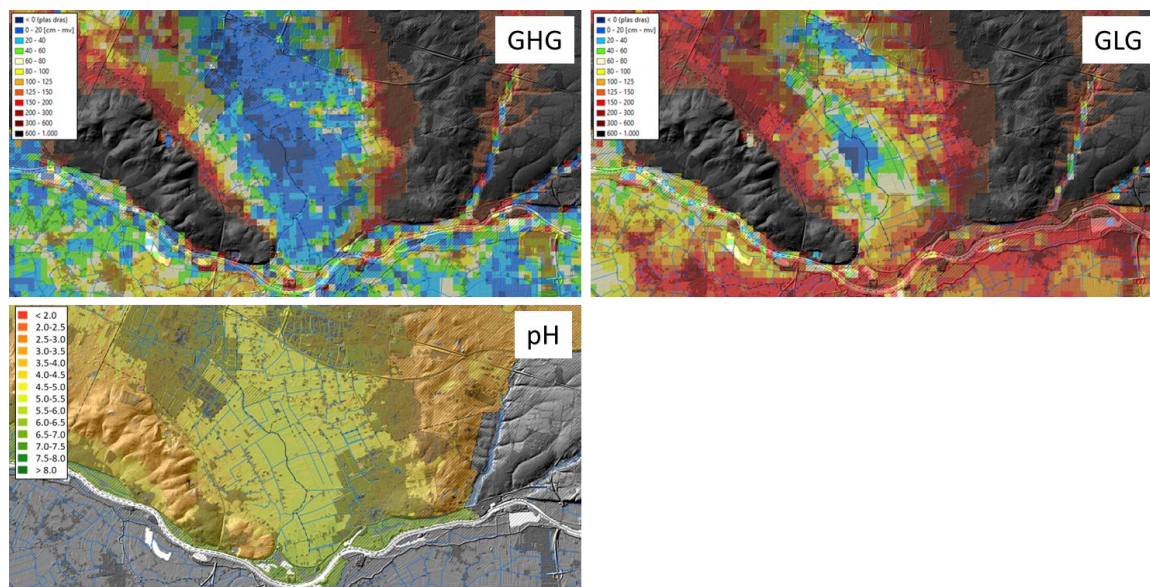 < 0 (plas dras)
0 - 20 [cm - mv]
20 - 40
40 - 60
60 - 80
80 - 100
100 - 125
125 - 150
150 - 200
200 - 300
300 - 600
600 - 1.000
GHG
< 0 (plas dras)
0 - 20 [cm - mv]
20 - 40
40 - 60
60 - 80
80 - 100
100 - 125
125 - 150
150 - 200
200 - 300
300 - 600
600 - 1.000
GLG
< 2.0
2.0-2.5
2.5-3.0
3.0-3.5
3.5-4.0
4.0-4.5
4.5-5.0
5.0-5.5
5.5-6.0
6.0-6.5
6.5-7.0
7.0-7.5
7.5-8.0
> 8.0
pH